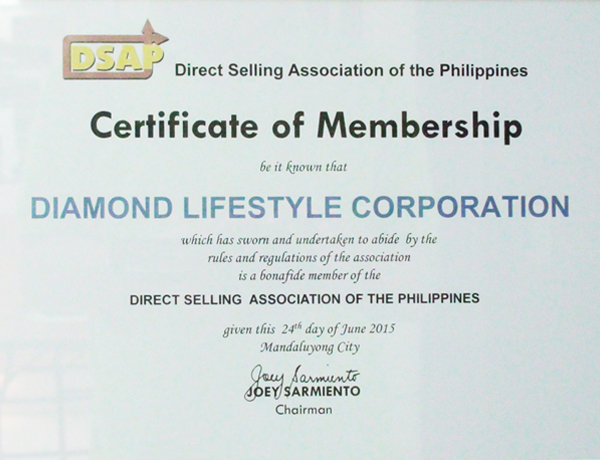 DSAP
Direct Selling Association of the Philippines
Certificate of Membership
be it known that
DIAMOND LIFESTYLE CORPORATION
which has sworn and undertaken to abide by the
rules and regulations of the association
is a bonafide member of the
DIRECT SELLING ASSOCIATION OF THE PHILIPPINES
given this 24th day of June 2015
Mandaluyong City
Joey Sarmiento
JOEY SARMIENTO
Chairman